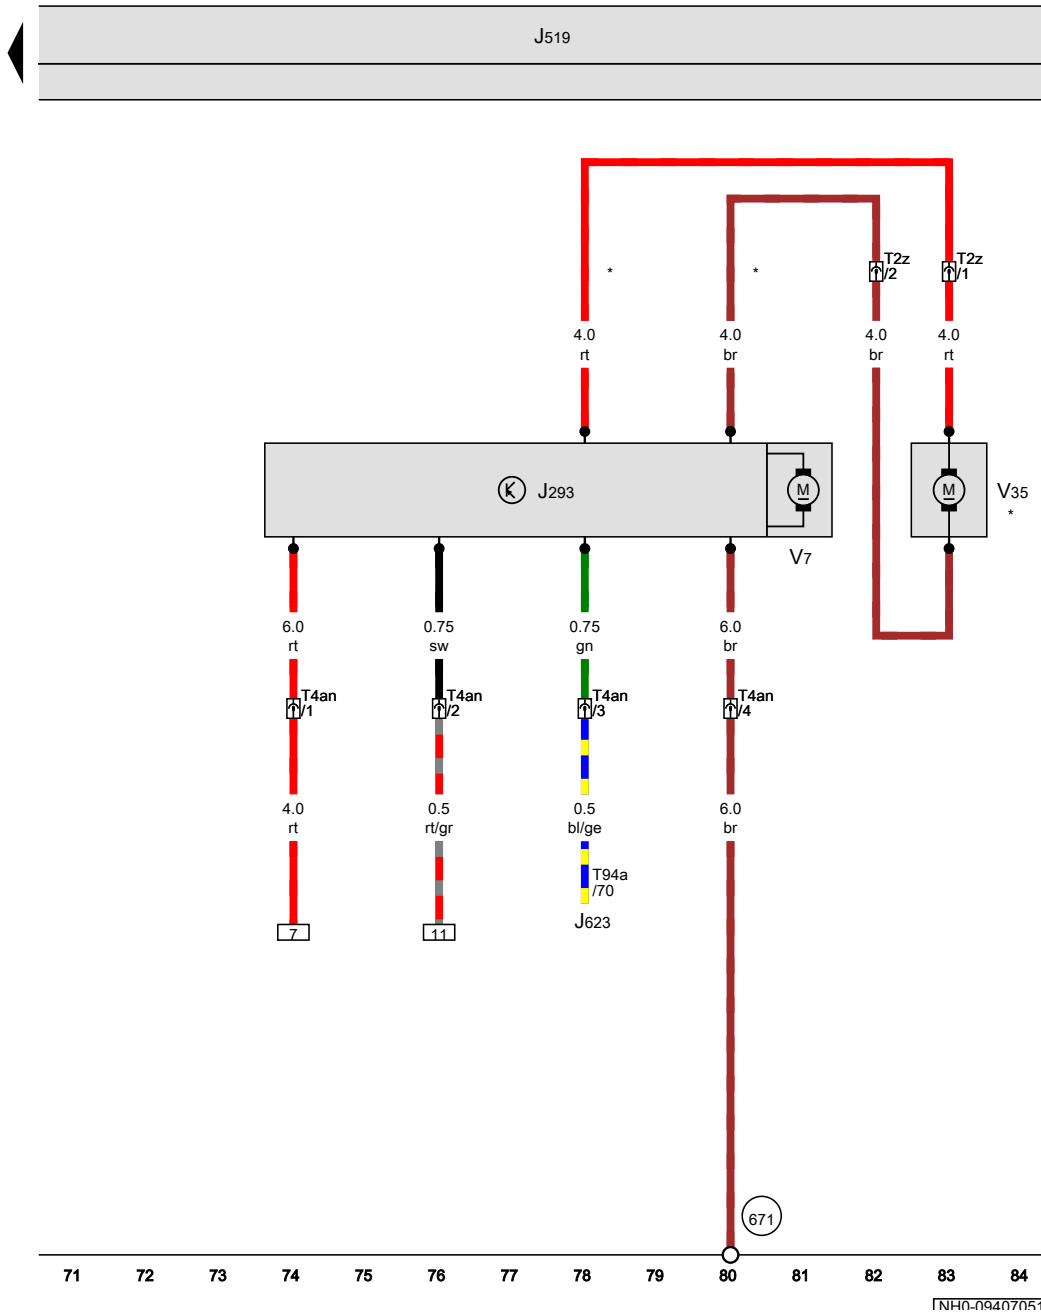 J519
T2z T2z
/2 /1
* *
4.0 4.0 4.0 4.0
rt br br rt
J293 M M V35
*
V7
6.0 0.75 0.75 6.0
rt sw gn br
T4an T4an T4an T4an
/1 /2 /3 /4
4.0 0.5 0.5 6.0
rt rt/gr bl/ge br
T94a
/70
J623
7 11
671
71 72 73 74 75 76 77 78 79 80 81 82 83 84
NH0-09407051